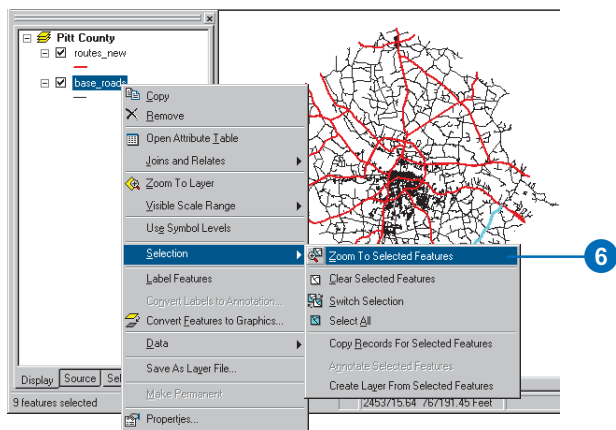 Pitt County
routes_new
base_roads
Copy
Remove
Open Attribute Table
Joins and Relates
Zoom To Layer
Visible Scale Range
Use Symbol Levels
Selection
Label Features
Convert Labels to Annotation...
Convert Features to Graphics...
Data
Save As Layer File...
Make Permanent
Properties...
Zoom To Selected Features
Clear Selected Features
Switch Selection
Select All
Copy Records For Selected Features
Annotate Selected Features
Create Layer From Selected Features
6
Display Source Sel
9 features selected
2453715.64 767191.45 Feet